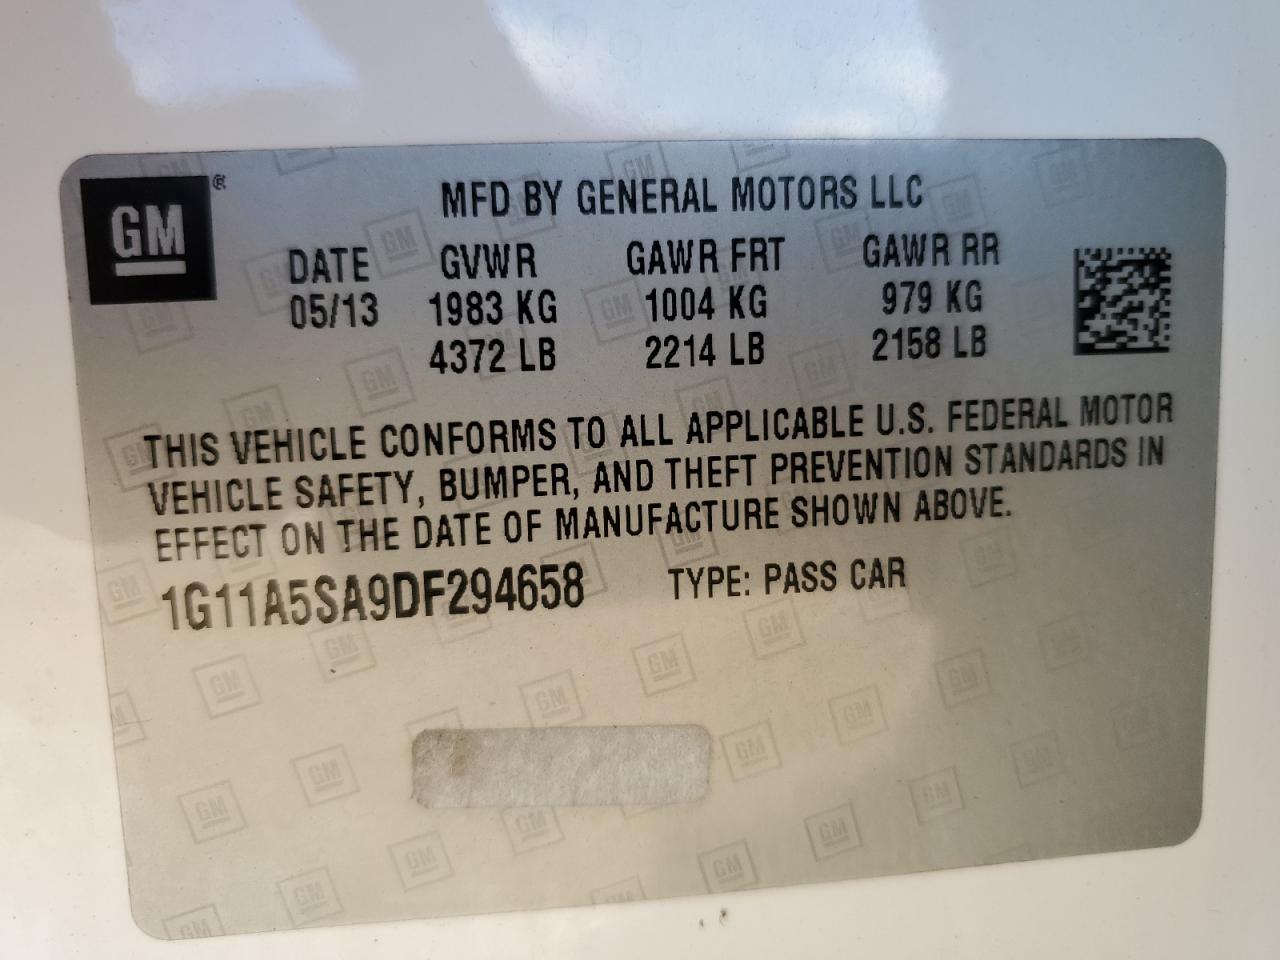 GM®
MFD BY GENERAL MOTORS LLC
DATE GVWR GAWR FRT GAWR RR
05/13 1983 KG 1004 KG 979 KG
4372 LB 2214 LB 2158 LB
THIS VEHICLE CONFORMS TO ALL APPLICABLE U.S. FEDERAL MOTOR
VEHICLE SAFETY, BUMPER, AND THEFT PREVENTION STANDARDS IN
EFFECT ON THE DATE OF MANUFACTURE SHOWN ABOVE.
1G11A5SA9DF294658 TYPE: PASS CAR